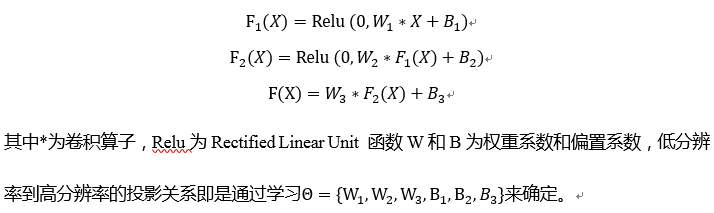 F₁(X) = Relu (0, W₁ * X + B₁)
F₂(X) = Relu (0, W₂ * F₁(X) + B₂)
F(X) = W₃ * F₂(X) + B₃
其中*为卷积算子，Relu 为 Rectified Linear Unit 函数 W 和 B 为权重系数和偏置系数，低分辨
率到高分辨率的投影关系即是通过学习Θ = {W₁, W₂, W₃, B₁, B₂, B₃}来确定。